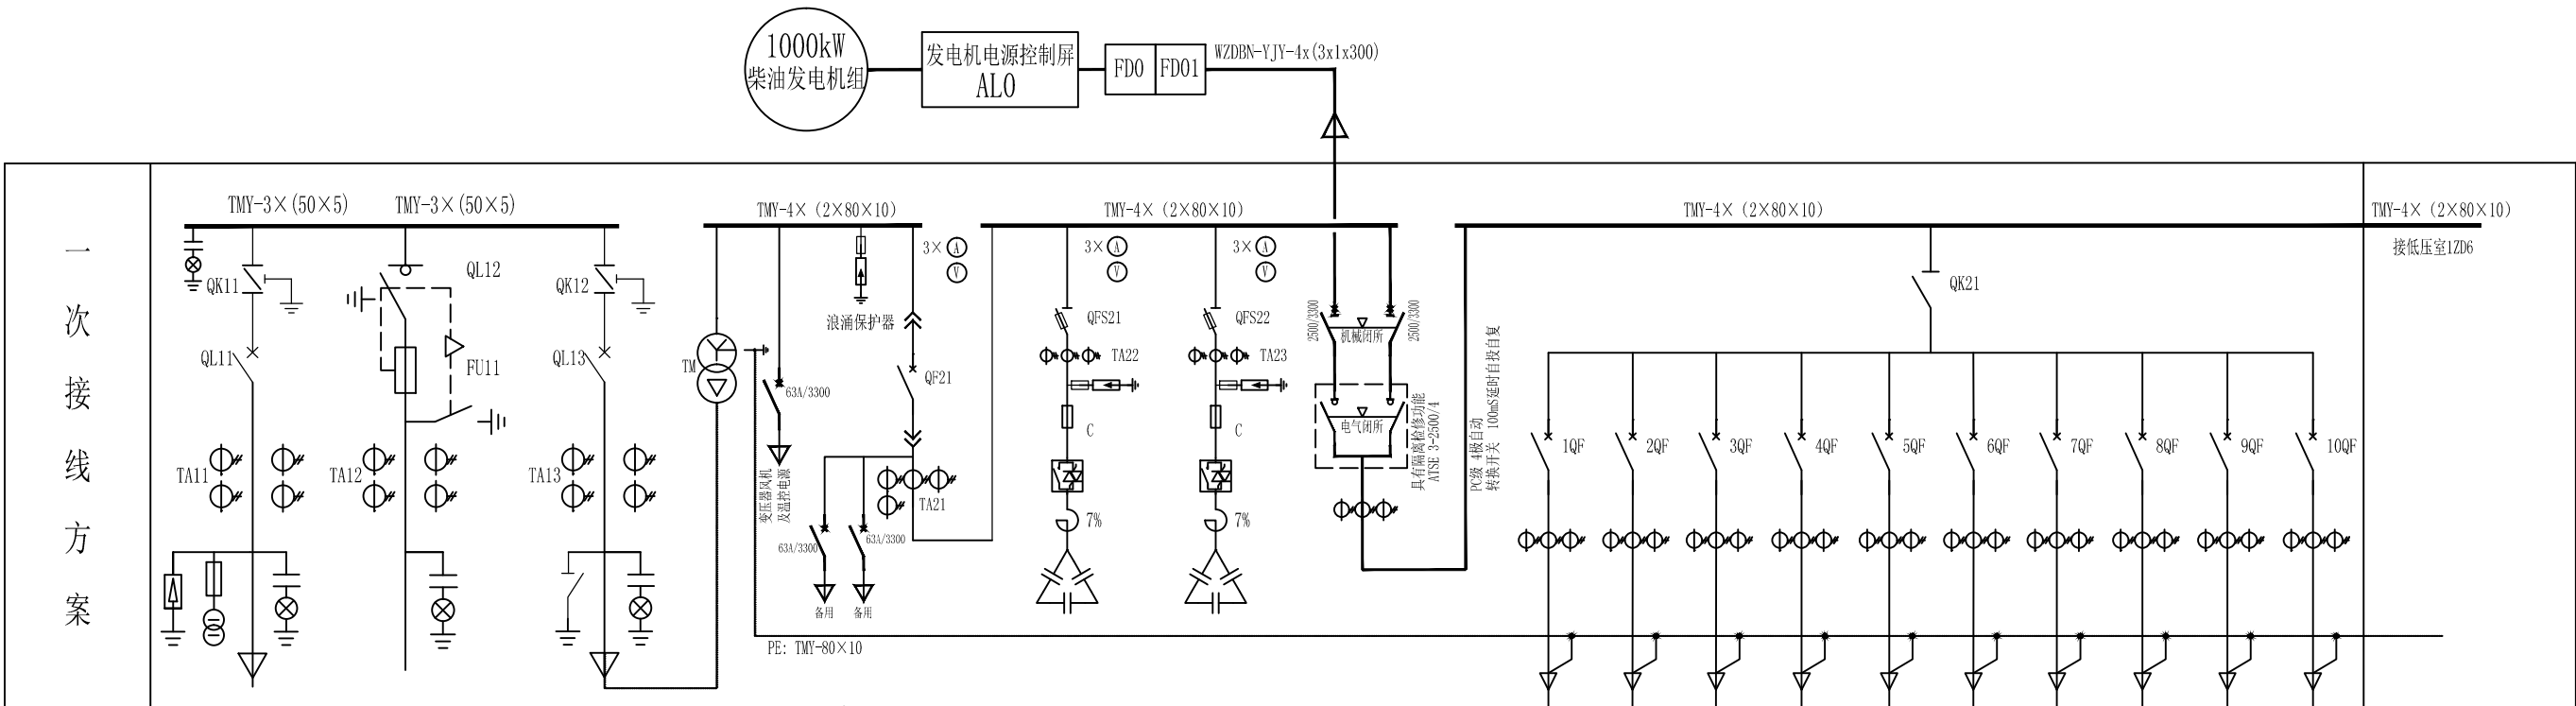 1000kW
柴油发电机组
发电机电源控制屏
AL0
FD0
FD01
WZDBN-YJY-4x(3x1x300)
一次接线方案
TMY-3×(50×5)
TMY-3×(50×5)
TMY-4×（2×80×10）
TMY-4×（2×80×10）
TMY-4×（2×80×10）
TMY-4×（2×80×10）
接低压室1ZD6
QK11
QL12
QK12
QL11
FU11
QL13
TA11
TA12
TA13
TM
63A/3300
变压器风机
及温控电源
浪涌保护器
3×
A
V
QF21
TA21
63A/3300
63A/3300
备用
备用
PE: TMY-80×10
3×
A
V
QFS21
TA22
C
7%
3×
A
V
QFS22
TA23
C
7%
2500/3300
2500/3300
机械闭所
电气闭所
具有隔离检修功能
ATSE 3-2500/4
PC级 4极自动
转换开关 100mS延时自投自复
QK21
1QF
2QF
3QF
4QF
5QF
6QF
7QF
8QF
9QF
10QF